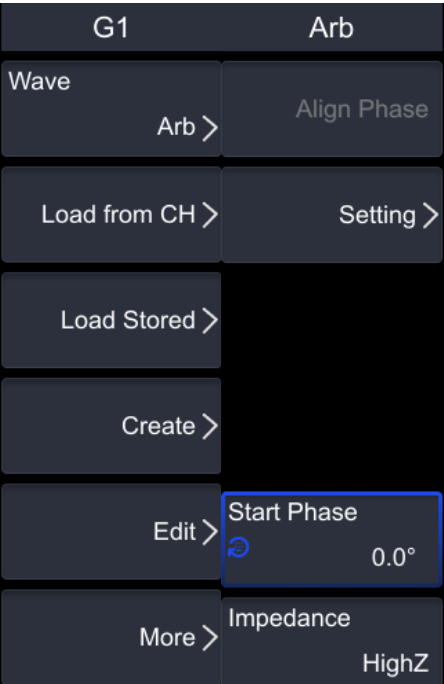 G1
Arb
Wave
Arb
Align Phase
Load from CH
Setting
Load Stored
Create
Edit
Start Phase
0.0°
More
Impedance
HighZ